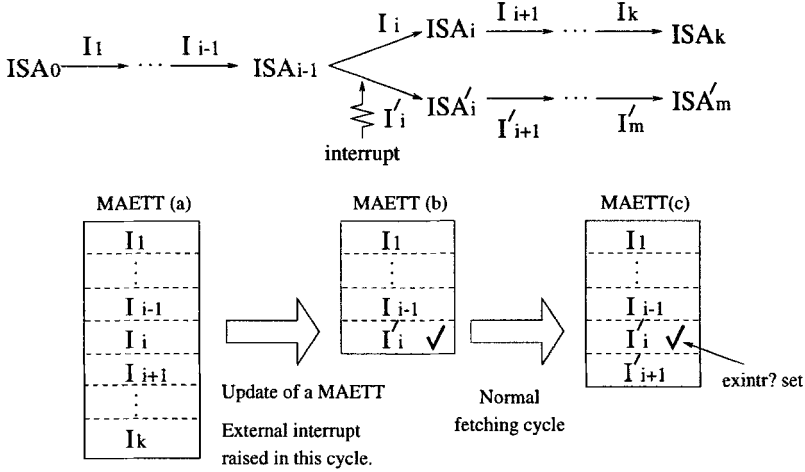 ISA0 I1 ··· I i-1 ISAi-1 I i ISAi I i+1 ··· I k ISAk
I′i ISA′i I′i+1 ··· I′m ISA′m
interrupt
MAETT (a) MAETT (b) MAETT(c)
I1 I1 I1
⋮ ⋮ ⋮
I i-1 I i-1 I i-1
I i I′i ✓ I′i ✓
I i+1 I′i+1
⋮
Ik
Update of a MAETT
External interrupt
raised in this cycle.
Normal
fetching cycle
exintr? set